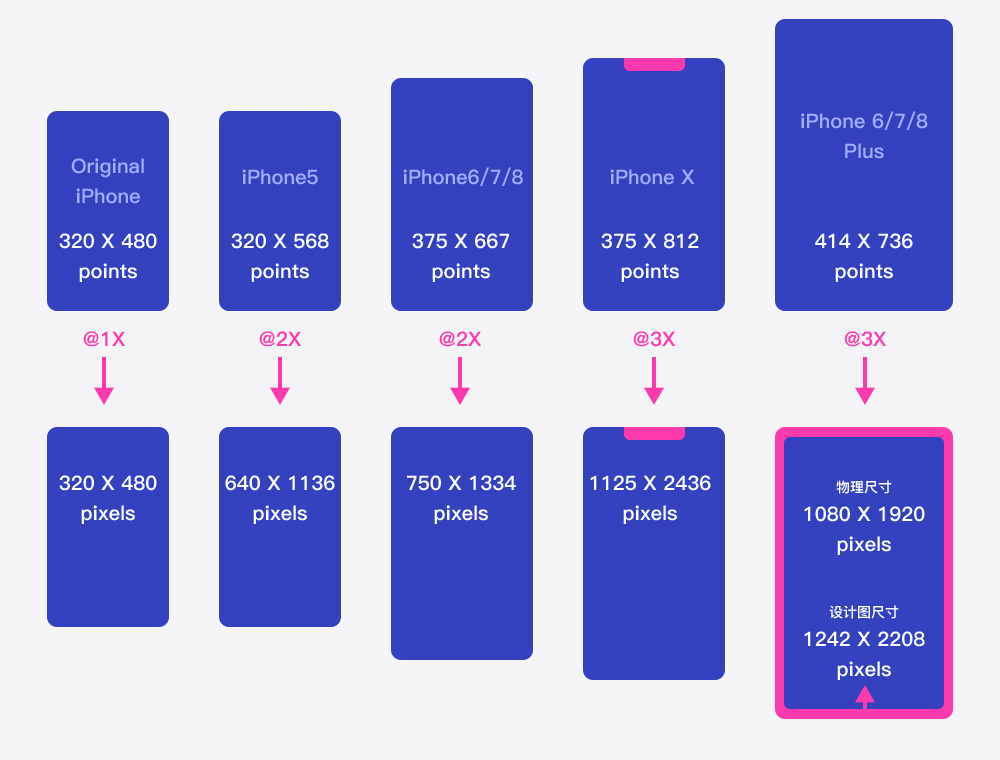 Original
iPhone
320 X 480
points
iPhone5
320 X 568
points
iPhone6/7/8
375 X 667
points
iPhone X
375 X 812
points
iPhone 6/7/8
Plus
414 X 736
points
@1X
@2X
@2X
@3X
@3X
320 X 480
pixels
640 X 1136
pixels
750 X 1334
pixels
1125 X 2436
pixels
物理尺寸
1080 X 1920
pixels
设计图尺寸
1242 X 2208
pixels